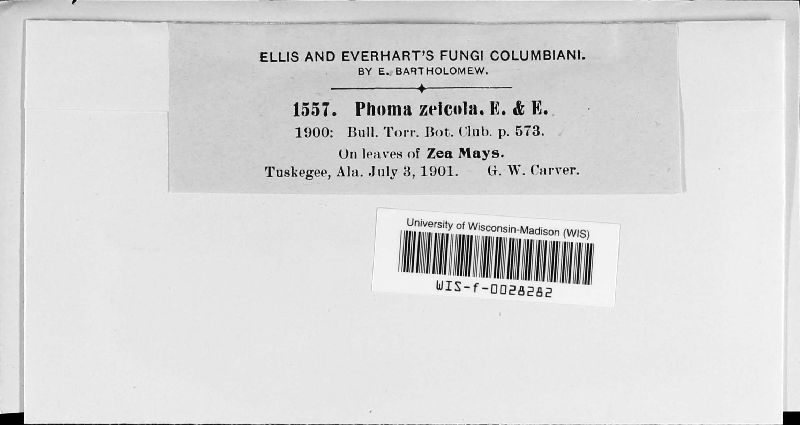 ELLIS AND EVERHART'S FUNGI COLUMBIANI.
BY E. BARTHOLOMEW.
1557. Phoma zeicola. E. & E.
1900: Bull. Torr. Bot. Club. p. 573.
On leaves of Zea Mays.
Tuskegee, Ala. July 3, 1901. G. W. Carver.
University of Wisconsin-Madison (WIS)
WIS-f-0028282